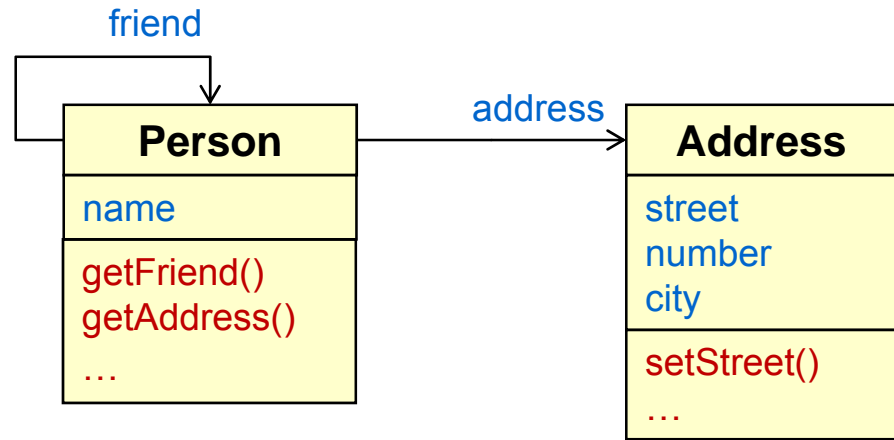 friend
address
Person
name
getFriend()
getAddress()
…
Address
street
number
city
setStreet()
…